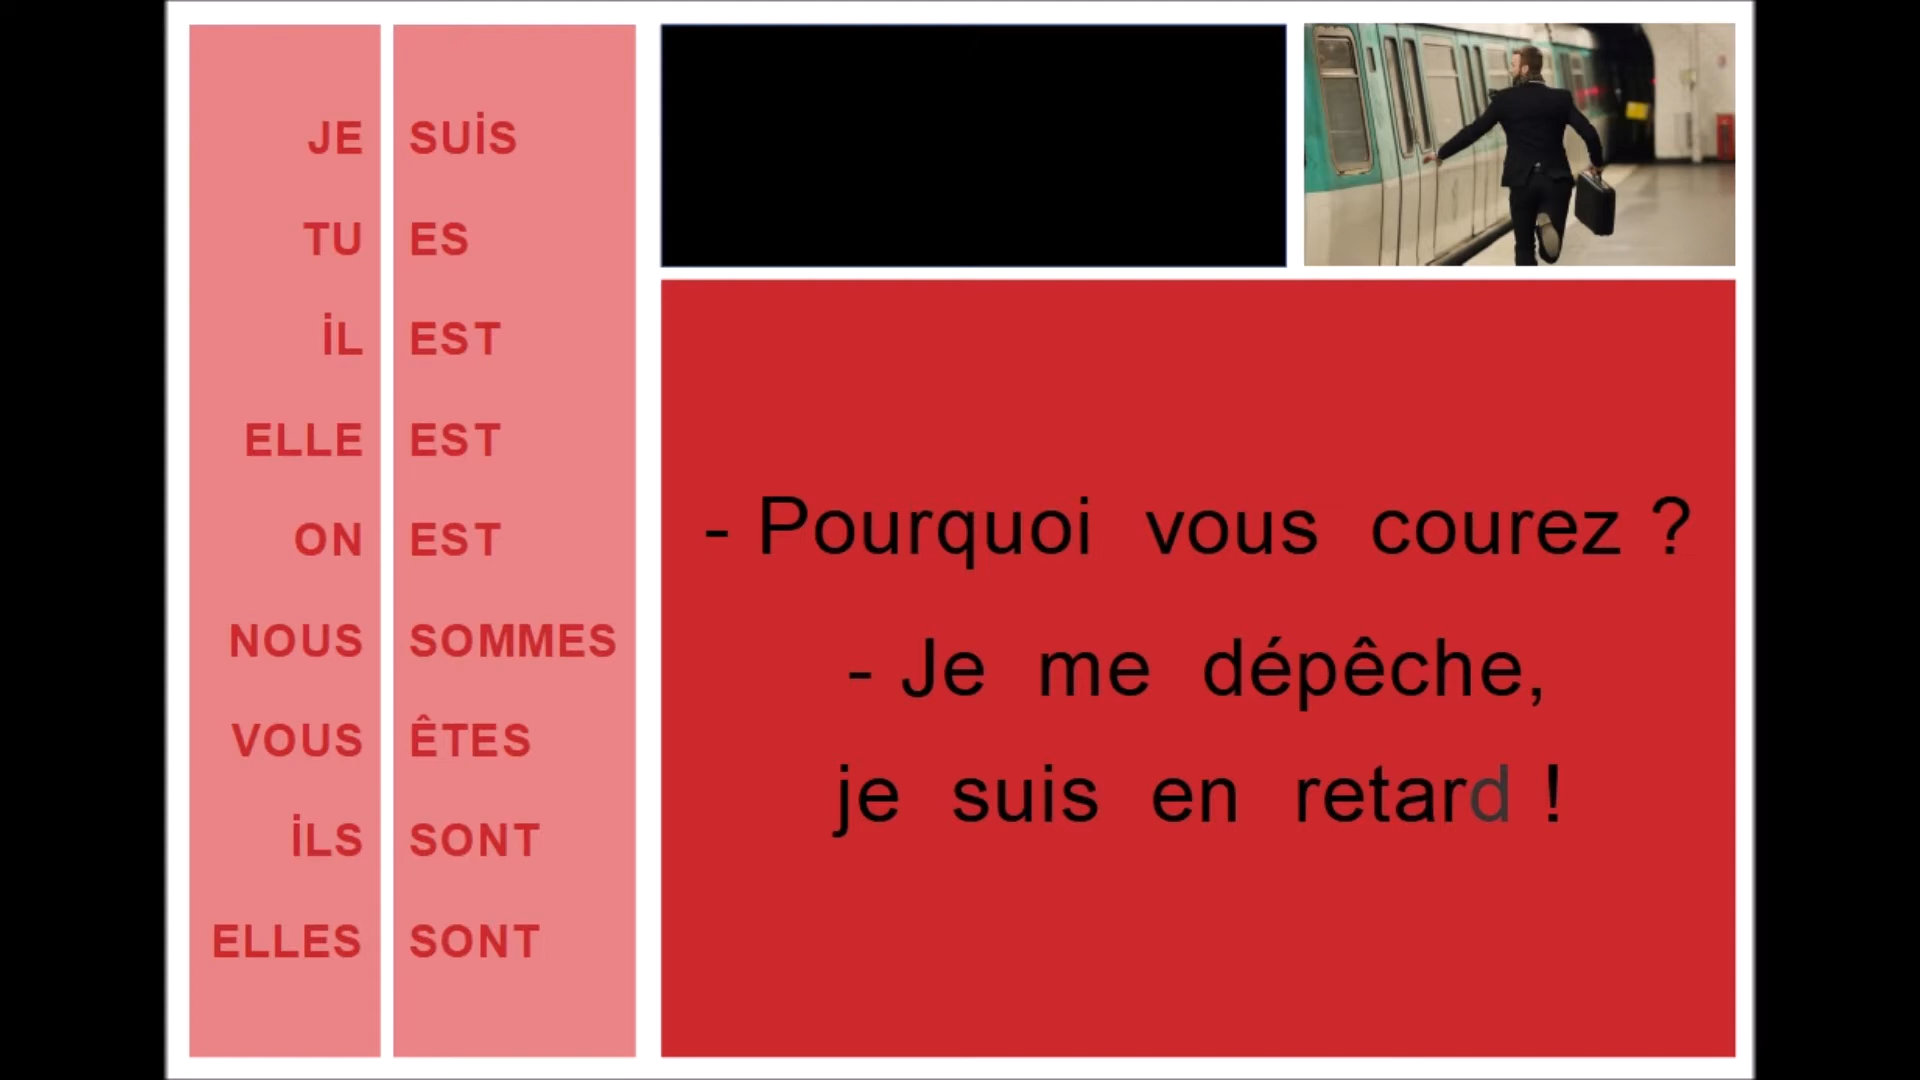 JE SUİS
TU ES
İL EST
ELLE EST
ON EST
NOUS SOMMES
VOUS ÊTES
İLS SONT
ELLES SONT
- Pourquoi vous courez ?
- Je me dépêche,
je suis en retard !